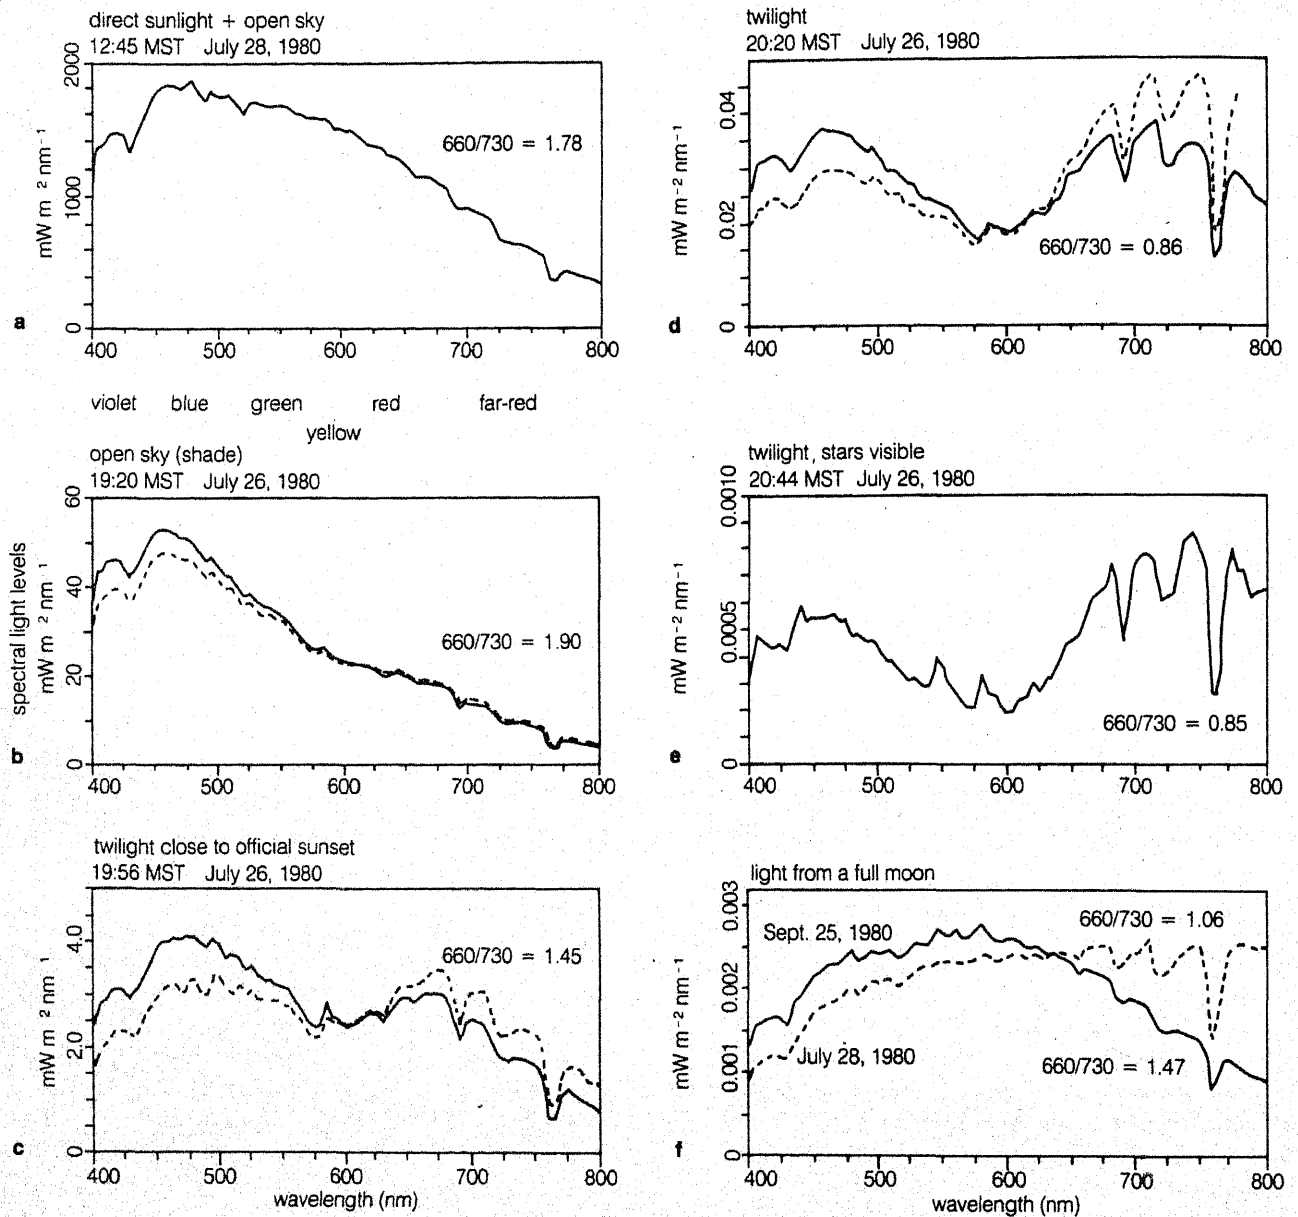 direct sunlight + open sky
12:45 MST July 28, 1980
2000
1000
0
mW m⁻² nm⁻¹
660/730 = 1.78
a
400 500 600 700 800
violet blue green red far-red
yellow
open sky (shade)
19:20 MST July 26, 1980
60
40
20
0
spectral light levels
mW m⁻² nm⁻¹
660/730 = 1.90
b
400 500 600 700 800
twilight close to official sunset
19:56 MST July 26, 1980
4.0
2.0
0
mW m⁻² nm⁻¹
660/730 = 1.45
c
400 500 600 700 800
wavelength (nm)
twilight
20:20 MST July 26, 1980
0.04
0.02
0
mW m⁻² nm⁻¹
660/730 = 0.86
d
400 500 600 700 800
twilight, stars visible
20:44 MST July 26, 1980
0.0010
0.0005
0
mW m⁻² nm⁻¹
660/730 = 0.85
e
400 500 600 700 800
light from a full moon
0.003
0.002
0.001
0
mW m⁻² nm⁻¹
Sept. 25, 1980
660/730 = 1.06
July 28, 1980
660/730 = 1.47
f
400 500 600 700 800
wavelength (nm)